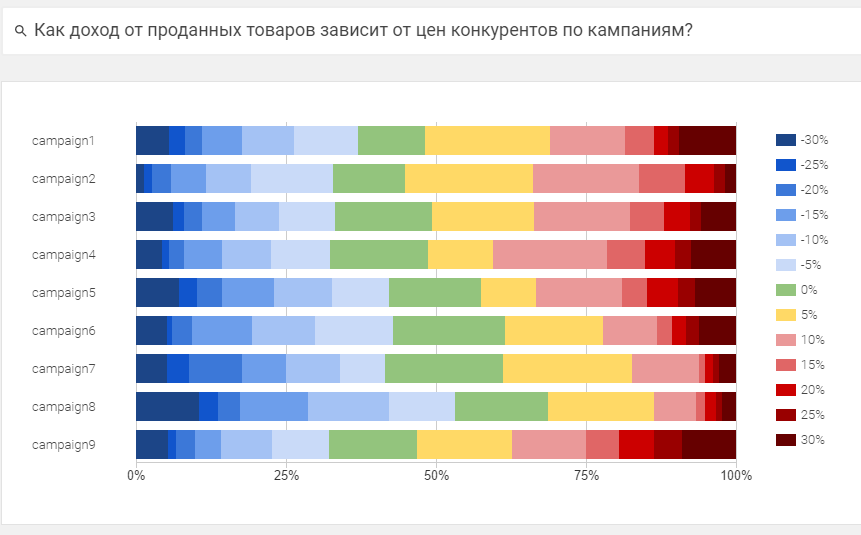 Как доход от проданных товаров зависит от цен конкурентов по кампаниям?
campaign1
campaign2
campaign3
campaign4
campaign5
campaign6
campaign7
campaign8
campaign9
0% 25% 50% 75% 100%
-30%
-25%
-20%
-15%
-10%
-5%
0%
5%
10%
15%
20%
25%
30%